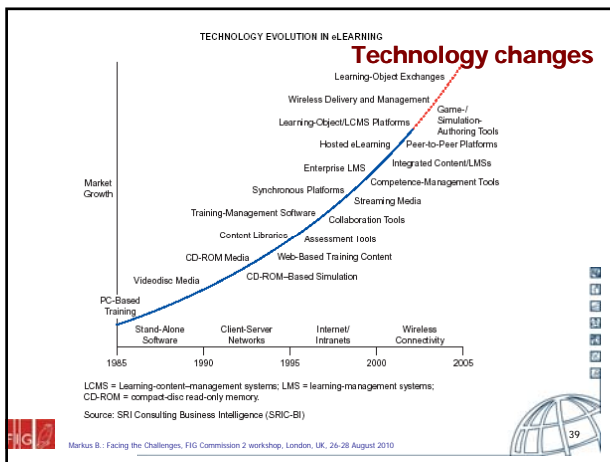 TECHNOLOGY EVOLUTION IN eLEARNING
Technology changes
Learning-Object Exchanges
Wireless Delivery and Management
Game-/
Simulation-
Authoring Tools
Learning-Object/LCMS Platforms
Hosted eLearning
Peer-to-Peer Platforms
Integrated Content/LMSs
Enterprise LMS
Competence-Management Tools
Market
Growth
Synchronous Platforms
Streaming Media
Training-Management Software
Collaboration Tools
Content Libraries
Assessment Tools
CD-ROM Media
Web-Based Training Content
Videodisc Media
CD-ROM–Based Simulation
PC-Based
Training
Stand-Alone
Software
Client-Server
Networks
Internet/
Intranets
Wireless
Connectivity
1985
1990
1995
2000
2005
LCMS = Learning-content–management systems; LMS = learning-management systems;
CD-ROM = compact-disc read-only memory.
Source: SRI Consulting Business Intelligence (SRIC-BI)
FIG
Markus B.: Facing the Challenges, FIG Commission 2 workshop, London, UK, 26-28 August 2010
39